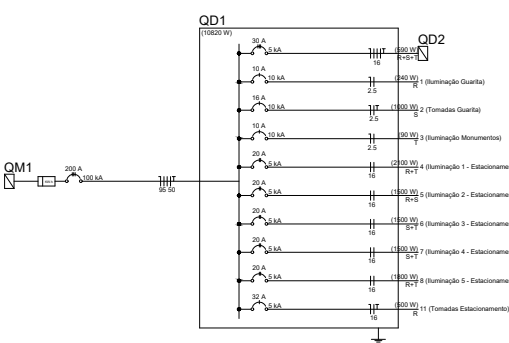 QD1
(10820 W)
30 A
5 kA
16
(590 W)
R+S+T
QD2
10 A
10 kA
2.5
(240 W)
R
1 (Iluminação Guarita)
16 A
10 kA
2.5
(1000 W)
S
2 (Tomadas Guarita)
10 A
10 kA
2.5
(90 W)
T
3 (Iluminação Monumentos)
20 A
5 kA
16
(2100 W)
R+T
4 (Iluminação 1 - Estacioname
20 A
5 kA
16
(1500 W)
R+S
5 (Iluminação 2 - Estacioname
20 A
5 kA
16
(1500 W)
S+T
6 (Iluminação 3 - Estacioname
20 A
5 kA
16
(1500 W)
S+T
7 (Iluminação 4 - Estacioname
20 A
5 kA
16
(1800 W)
R+T
8 (Iluminação 5 - Estacioname
32 A
5 kA
16
(500 W)
R
11 (Tomadas Estacionamento)
QM1
200 A
100 kA
95 50